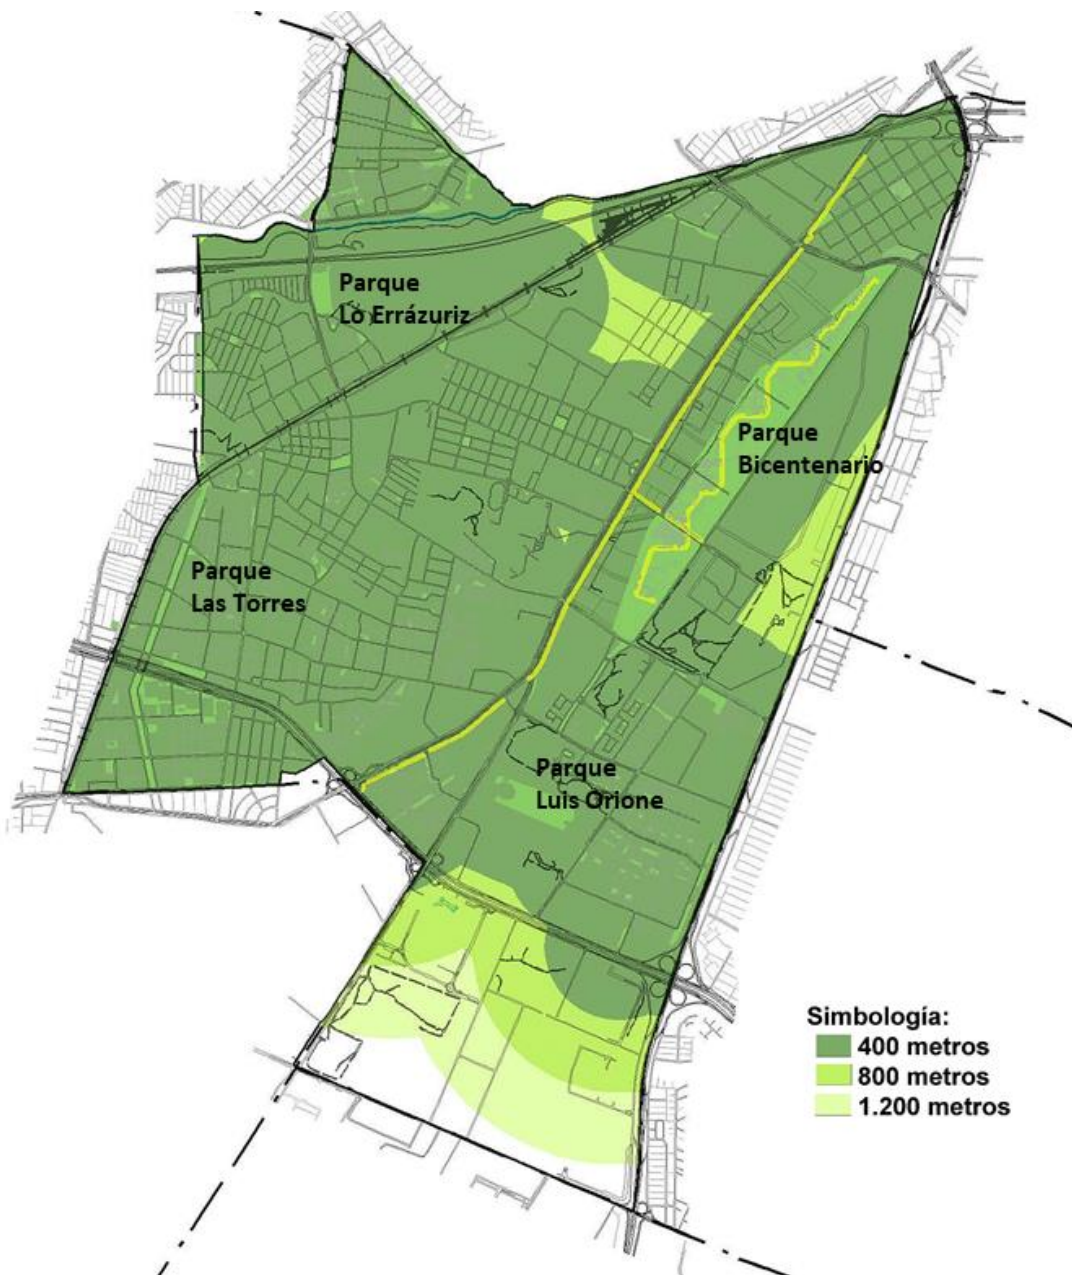 Parque
Lo Errázuriz
Parque
Bicentenario
Parque
Las Torres
Parque
Luis Orione
Simbología:
400 metros
800 metros
1.200 metros